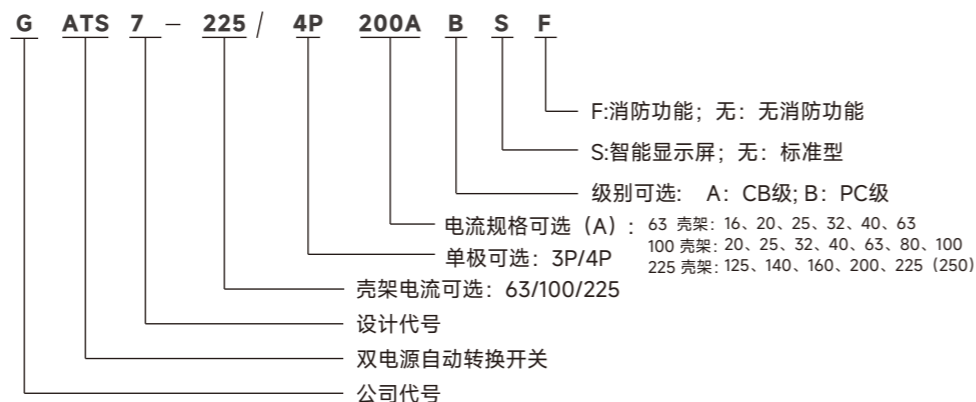 G ATS 7 - 225 / 4P 200A B S F
F:消防功能；无：无消防功能
S:智能显示屏；无：标准型
级别可选： A：CB级; B：PC级
电流规格可选（A）：63 壳架：16、20、25、32、40、63
100 壳架：20、25、32、40、63、80、100
225 壳架：125、140、160、200、225（250）
单极可选：3P/4P
壳架电流可选：63/100/225
设计代号
双电源自动转换开关
公司代号